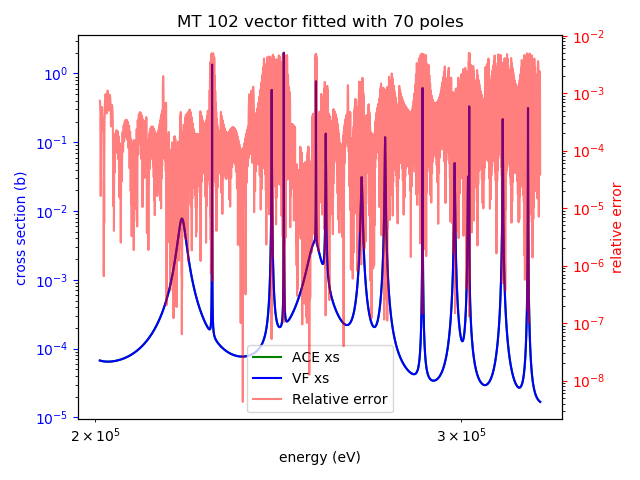 MT 102 vector fitted with 70 poles
10⁰
10⁻¹
10⁻²
10⁻³
10⁻⁴
10⁻⁵
cross section (b)
10⁻²
10⁻³
10⁻⁴
10⁻⁵
10⁻⁶
10⁻⁷
10⁻⁸
relative error
ACE xs
VF xs
Relative error
2 × 10⁵
3 × 10⁵
energy (eV)